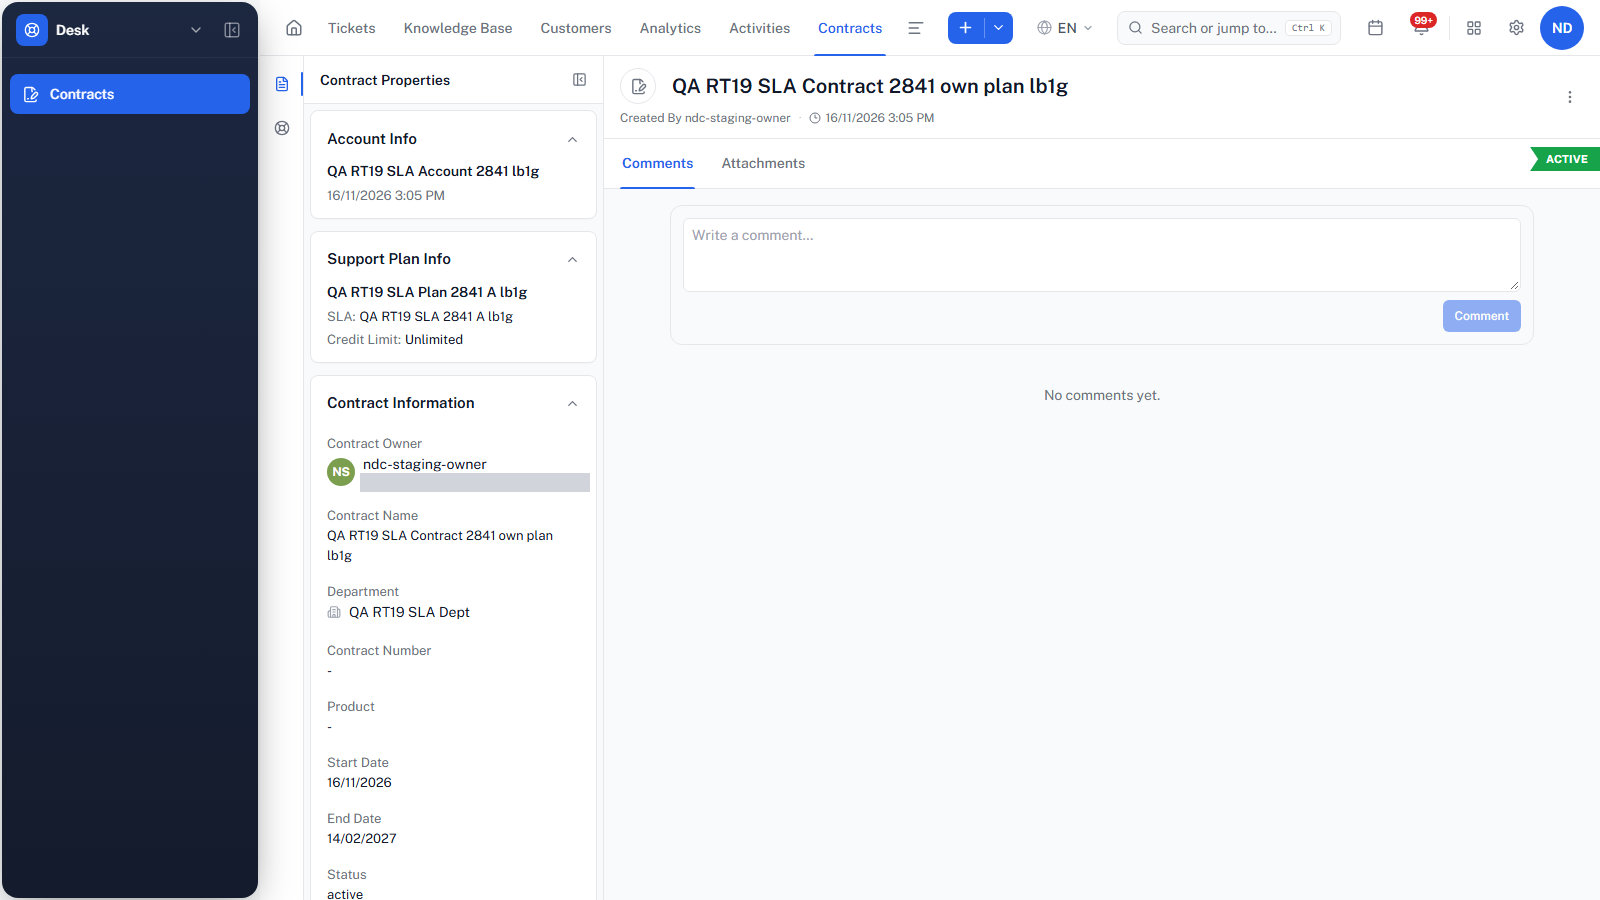 Desk
Contracts
Tickets
Knowledge Base
Customers
Analytics
Activities
Contracts
EN
Search or jump to...
Ctrl K
99+
ND
Contract Properties
Account Info
QA RT19 SLA Account 2841 lb1g
16/11/2026 3:05 PM
Support Plan Info
QA RT19 SLA Plan 2841 A lb1g
SLA: QA RT19 SLA 2841 A lb1g
Credit Limit: Unlimited
Contract Information
Contract Owner
NS
ndc-staging-owner
Contract Name
QA RT19 SLA Contract 2841 own plan
lb1g
Department
QA RT19 SLA Dept
Contract Number
-
Product
-
Start Date
16/11/2026
End Date
14/02/2027
Status
active
QA RT19 SLA Contract 2841 own plan lb1g
Created By ndc-staging-owner · 16/11/2026 3:05 PM
Comments
Attachments
ACTIVE
Write a comment...
Comment
No comments yet.